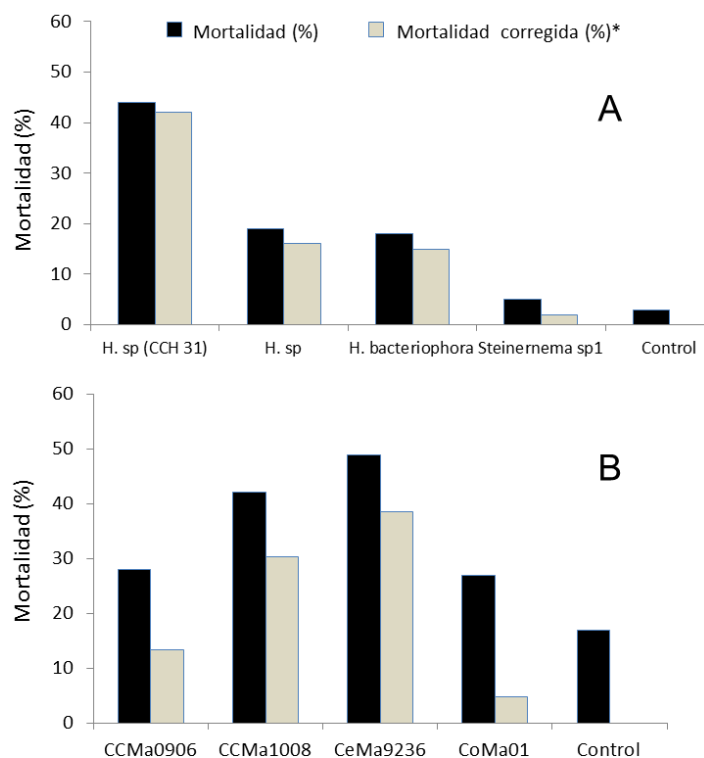 Mortalidad (%)
Mortalidad corregida (%)*
60
50
40
30
20
10
0
Mortalidad (%)
A
H. sp (CCH 31) H. sp H. bacteriophora Steinernema sp1 Control
60
50
40
30
20
10
0
Mortalidad (%)
B
CCMa0906 CCMa1008 CeMa9236 CoMa01 Control